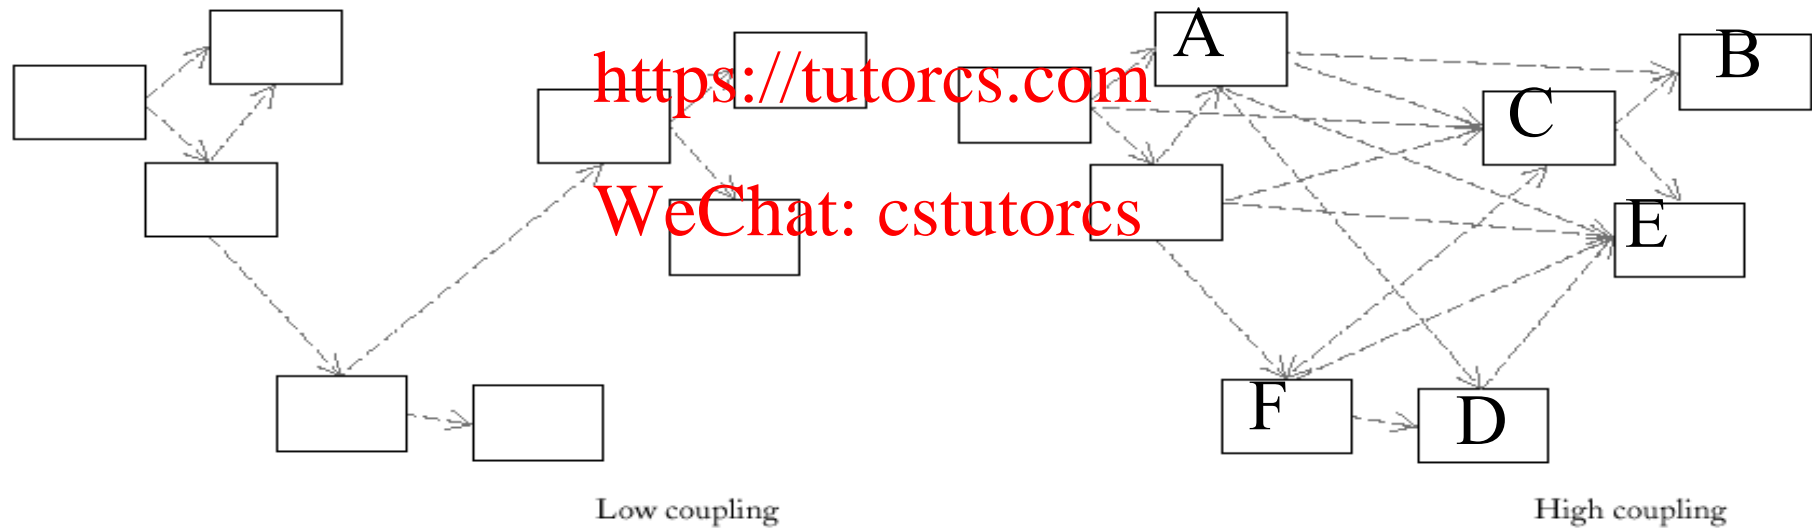 https://tutorcs.com
WeChat: cstutorcs
A
B
C
E
F
D
Low coupling
High coupling